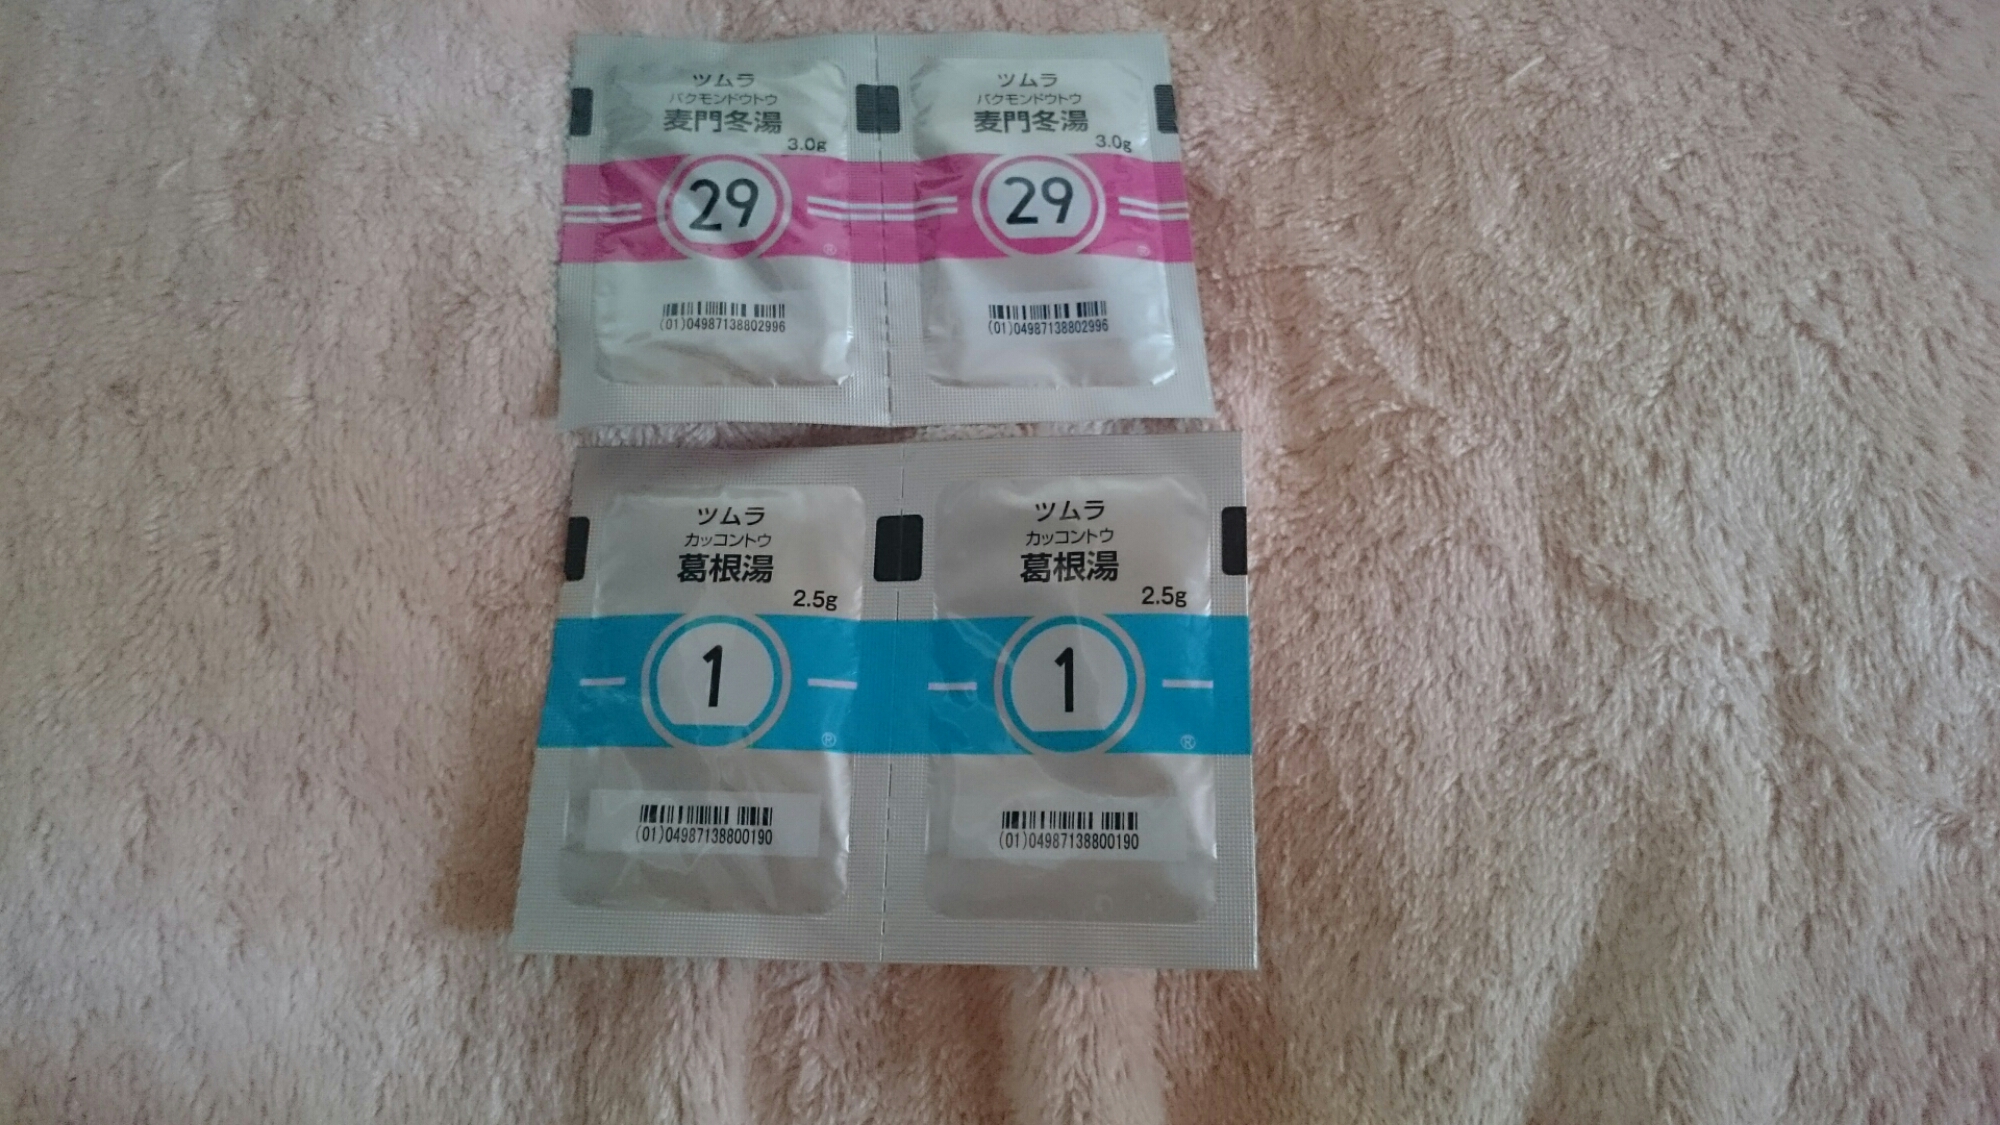 ツムラ
バクモンドウトウ
麦門冬湯
3.0g
29
®
(01)04987138802996
ツムラ
バクモンドウトウ
麦門冬湯
3.0g
29
®
(01)04987138802996
ツムラ
カッコントウ
葛根湯
2.5g
1
®
(01)04987138800190
ツムラ
カッコントウ
葛根湯
2.5g
1
®
(01)04987138800190